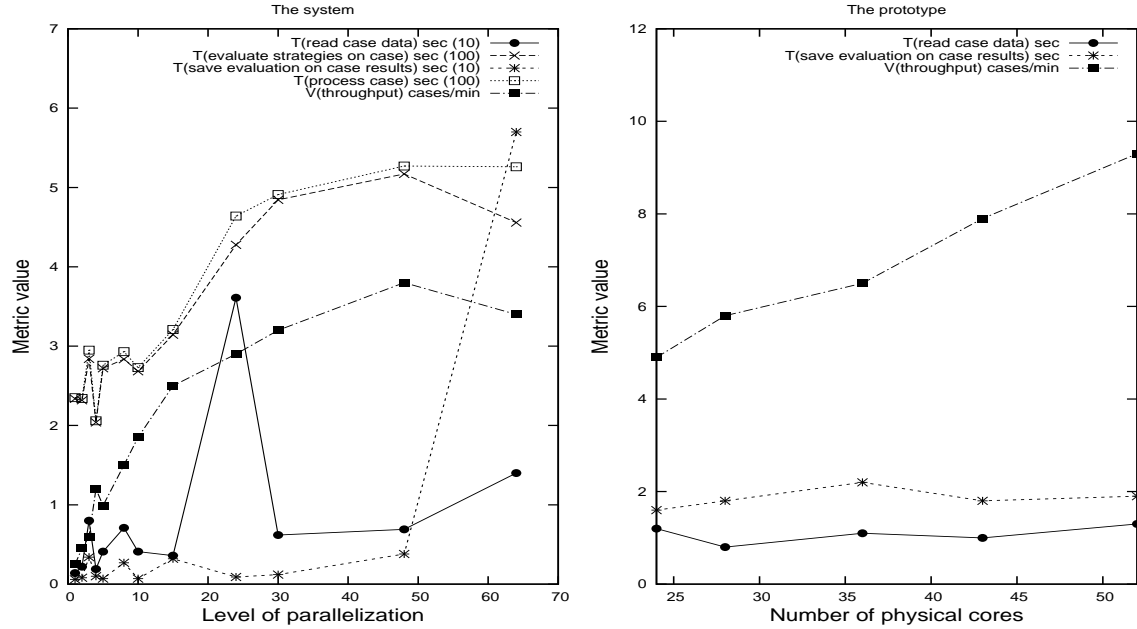 The system
T(read case data) sec (10)
T(evaluate strategies on case) sec (100)
T(save evaluation on case results) sec (10)
T(process case) sec (100)
V(throughput) cases/min
Metric value
7
6
5
4
3
2
1
0
0 10 20 30 40 50 60 70
Level of parallelization
The prototype
T(read case data) sec
T(save evaluation on case results) sec
V(throughput) cases/min
Metric value
12
10
8
6
4
2
0
25 30 35 40 45 50
Number of physical cores